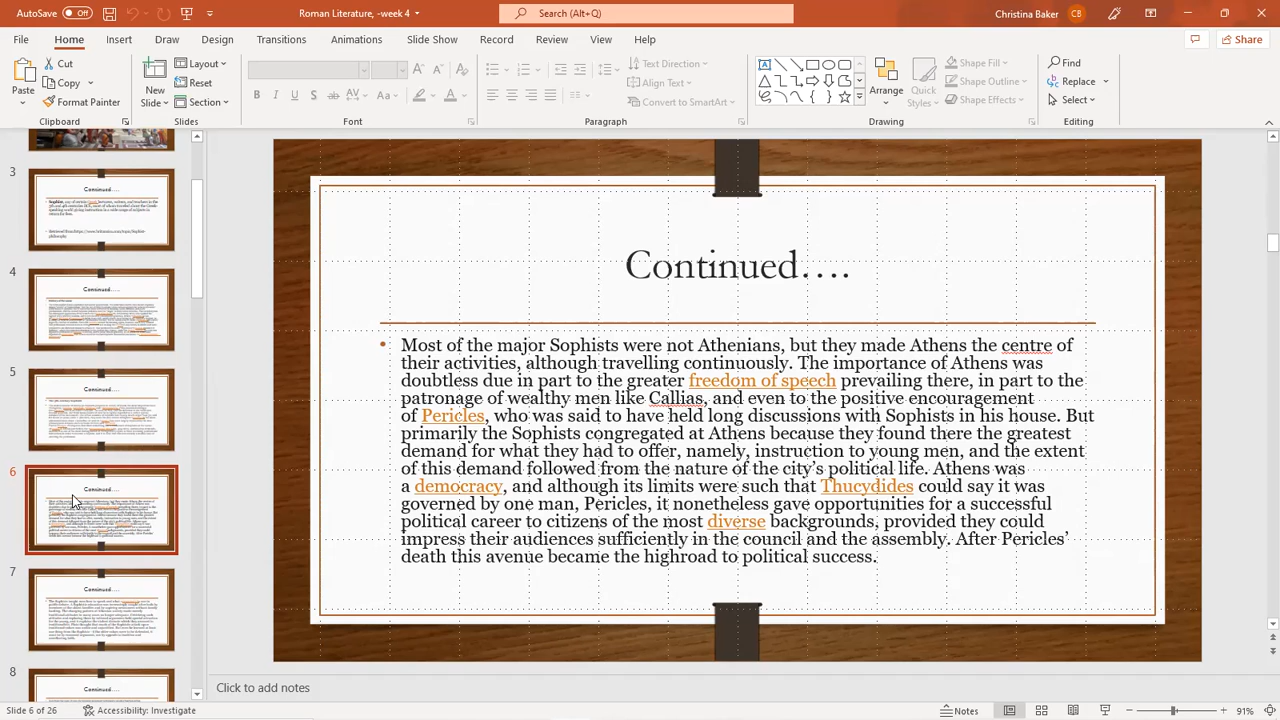 AutoSave Off
Roman Literature, -week 4
Search (Alt+Q)
Christina Baker CB
File Home Insert Draw Design Transitions Animations Slide Show Record Review View Help
Share
Paste
Cut
Copy
Format Painter
Clipboard
New
Slide
Layout
Reset
Section
Slides
B I U S ab AV Aa A
Font
Text Direction
Align Text
Convert to SmartArt
Paragraph
Arrange
Quick
Styles
Shape Fill
Shape Outline
Shape Effects
Drawing
Find
Replace
Select
Editing
3
Continued….
4
Continued….
5
Continued….
6
Continued….
7
Continued….
8
Continued….
Continued….
• Most of the major Sophists were not Athenians, but they made Athens the centre of
their activities, although travelling continuously. The importance of Athens was
doubtless due in part to the greater freedom of speech prevailing there, in part to the
patronage of wealthy men like Callias, and even to the positive encouragement
of Pericles, who was said to have held long discussions with Sophists in his house. But
primarily the Sophists congregated at Athens because they found there the greatest
demand for what they had to offer, namely, instruction to young men, and the extent
of this demand followed from the nature of the city’s political life. Athens was
a democracy, and although its limits were such that Thucydides could say it was
governed by one man, Pericles, it nonetheless gave opportunities for a successful
political career to citizens of the most diverse backgrounds, provided they could
impress their audiences sufficiently in the council and the assembly. After Pericles’
death this avenue became the highroad to political success.
Click to add notes
Slide 6 of 26
Accessibility: Investigate
Notes
91%